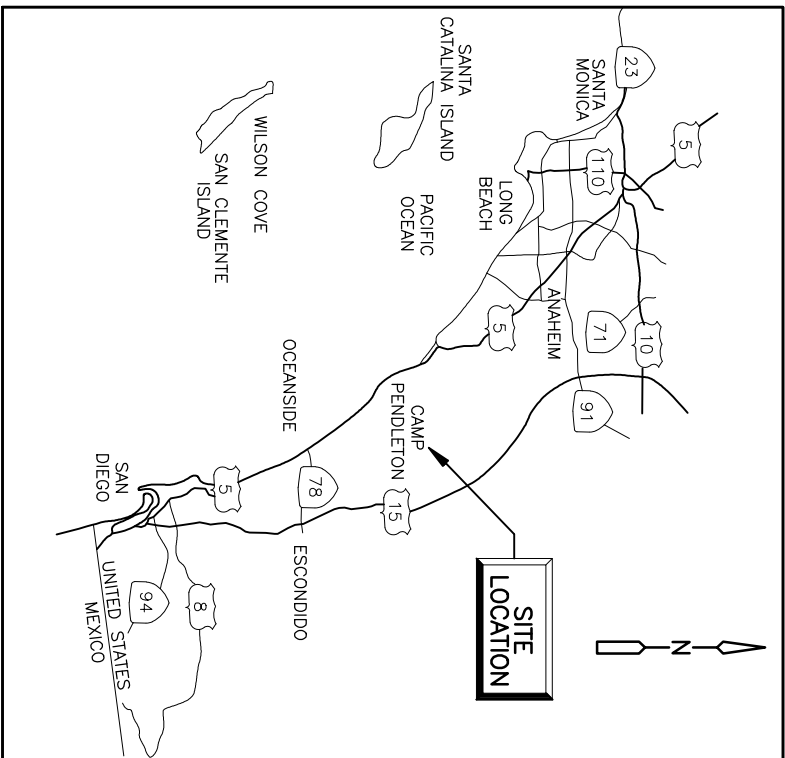 23
SANTA
MONICA
5
110
10
71
91
ANAHEIM
LONG
BEACH
5
SANTA
CATALINA ISLAND
PACIFIC
OCEAN
WILSON COVE
SAN CLEMENTE
ISLAND
CAMP
PENDLETON
15
OCEANSIDE
78
ESCONDIDO
5
SAN
DIEGO
8
94
UNITED STATES
MEXICO
SITE
LOCATION
N